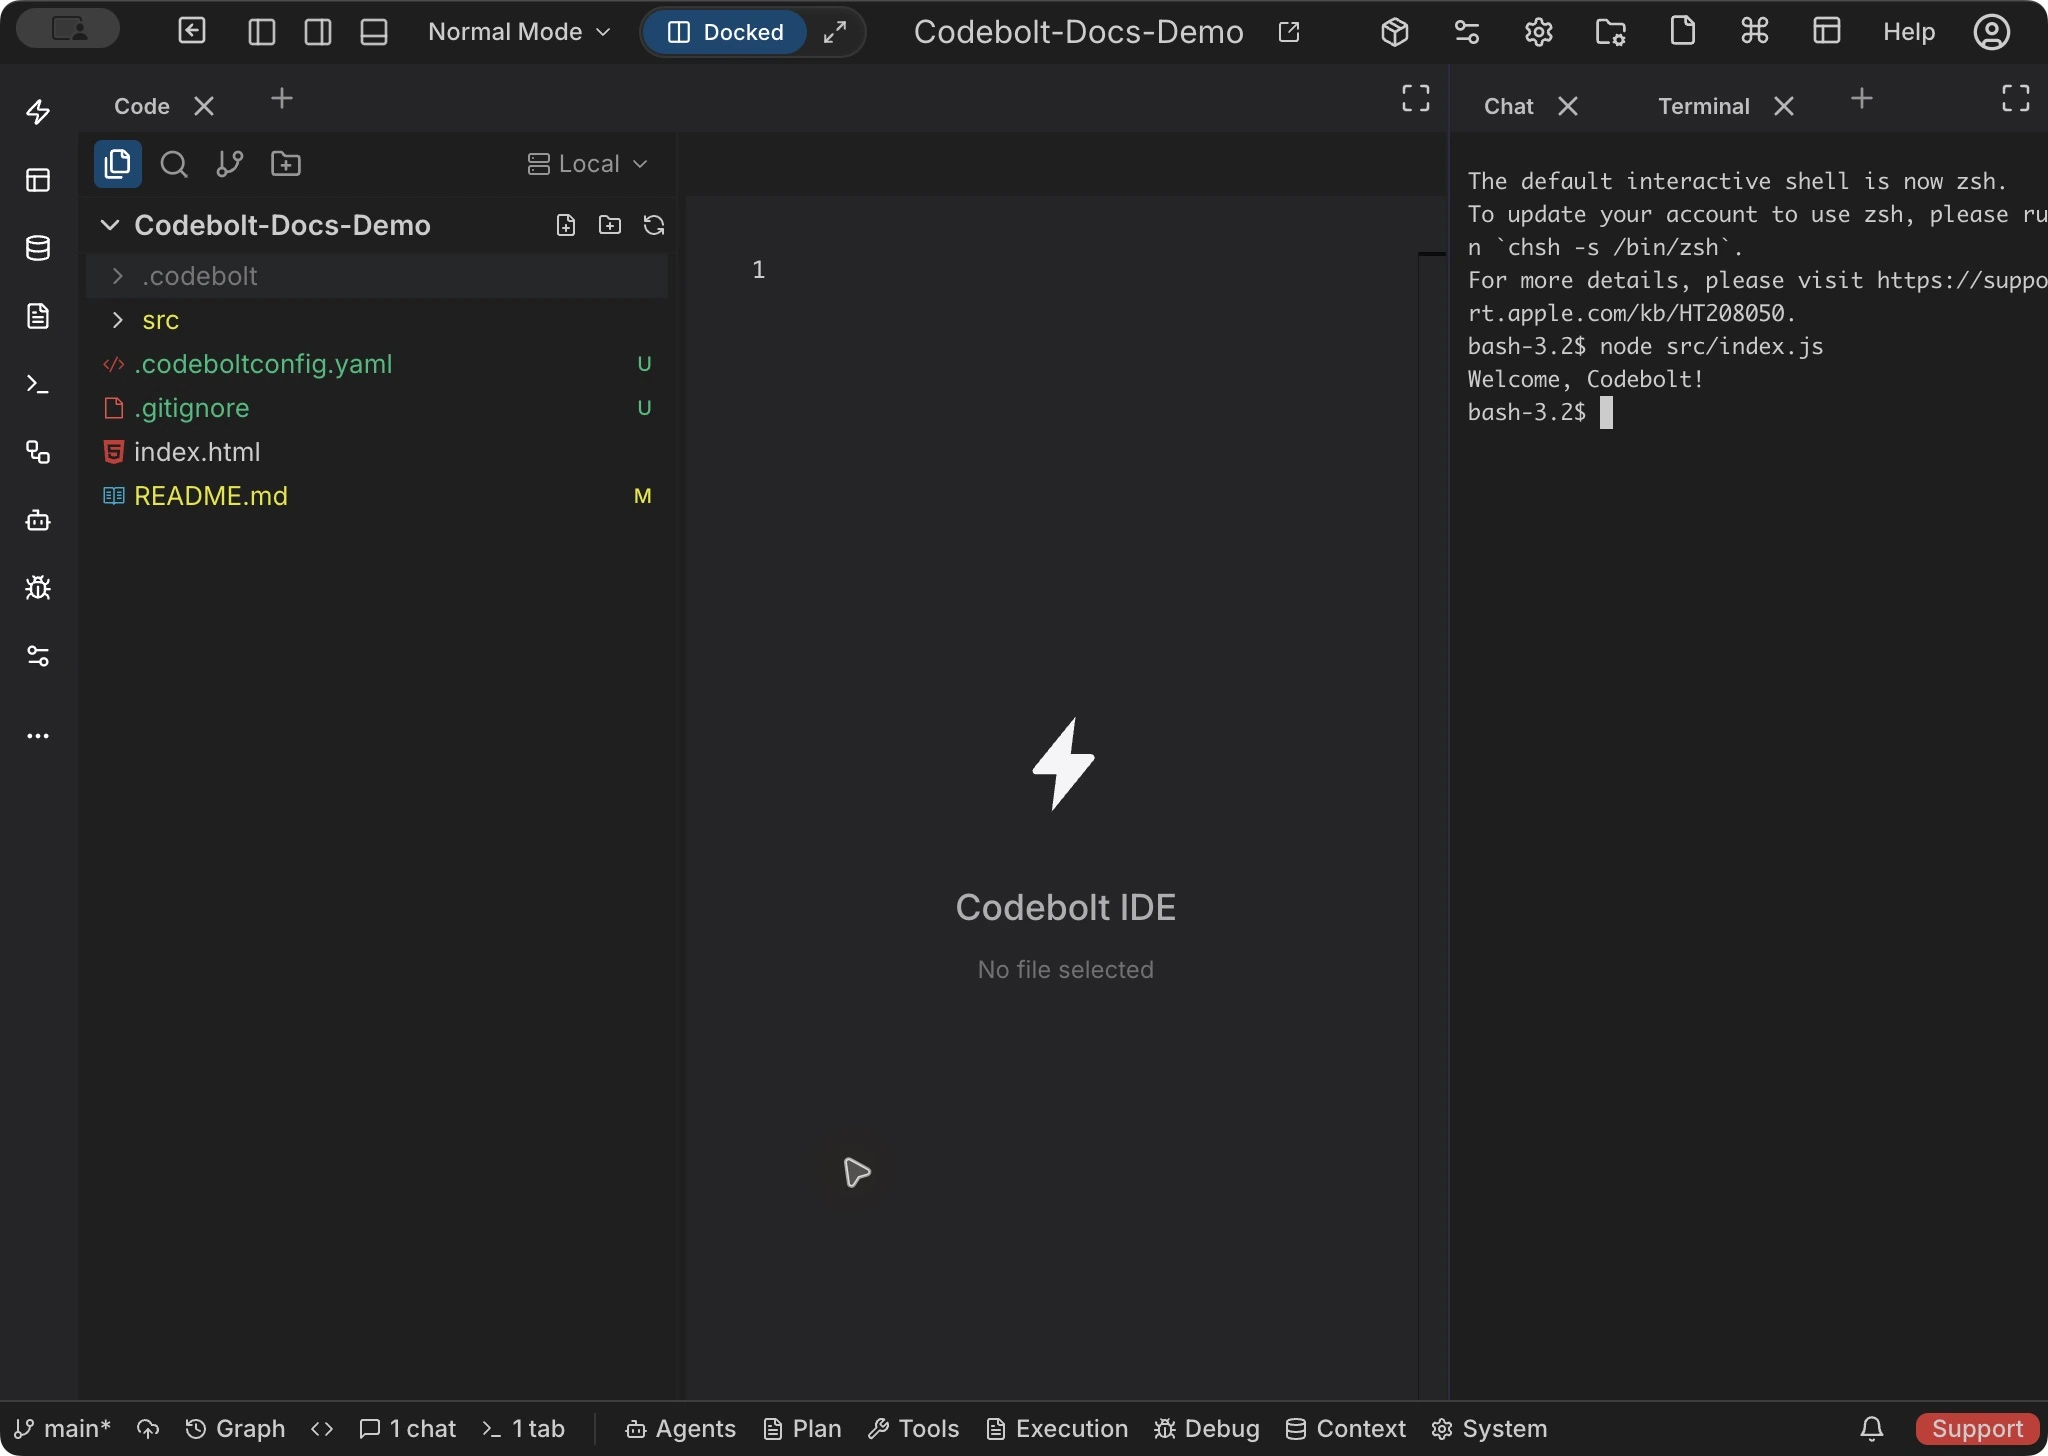 Normal Mode
Docked
Codebolt-Docs-Demo
Help
Code
Local
Codebolt-Docs-Demo
.codebolt
src
.codeboltconfig.yaml U
.gitignore U
index.html
README.md M
1
Codebolt IDE
No file selected
Chat
Terminal
The default interactive shell is now zsh.
To update your account to use zsh, please ru
n `chsh -s /bin/zsh`.
For more details, please visit https://suppo
rt.apple.com/kb/HT208050.
bash-3.2$ node src/index.js
Welcome, Codebolt!
bash-3.2$
main*
Graph
1 chat
1 tab
Agents
Plan
Tools
Execution
Debug
Context
System
Support